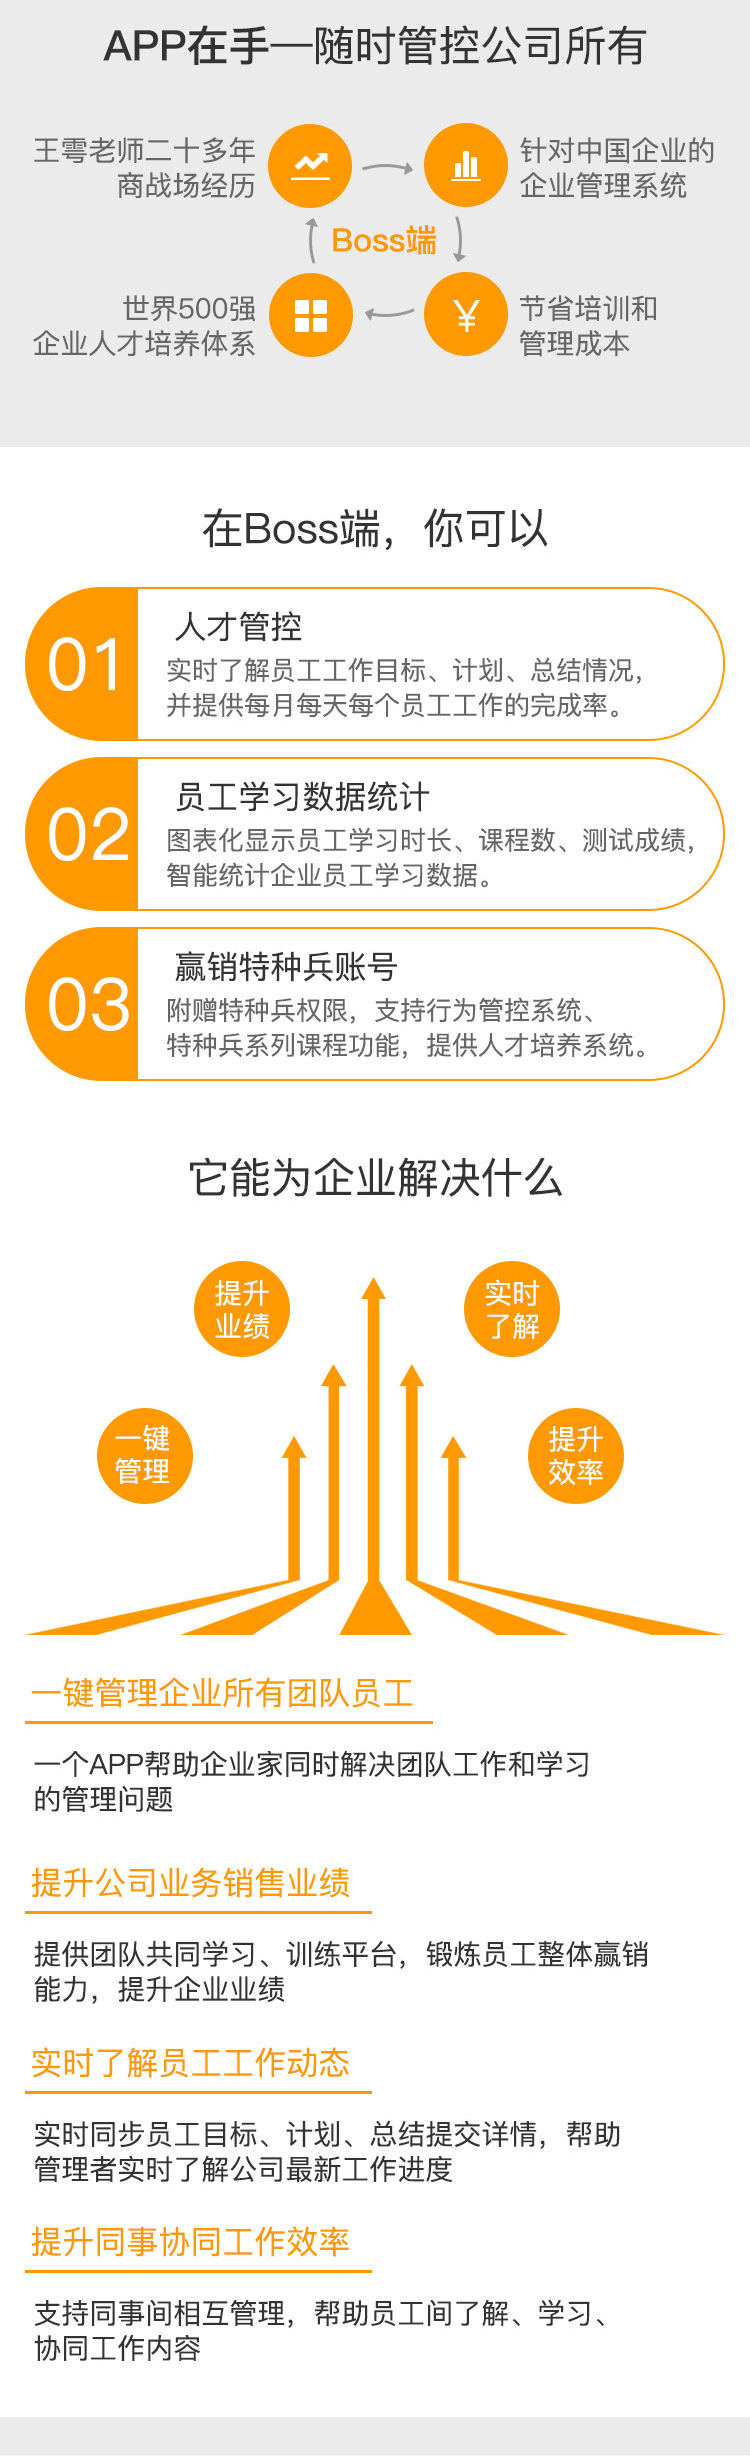 APP在手—随时管控公司所有
王雩老师二十多年
商战场经历
针对中国企业的
企业管理系统
Boss端
世界500强
企业人才培养体系
¥
节省培训和
管理成本
在Boss端，你可以
01
人才管控
实时了解员工工作目标、计划、总结情况，
并提供每月每天每个员工工作的完成率。
02
员工学习数据统计
图表化显示员工学习时长、课程数、测试成绩，
智能统计企业员工学习数据。
03
赢销特种兵账号
附赠特种兵权限，支持行为管控系统、
特种兵系列课程功能，提供人才培养系统。
它能为企业解决什么
提升
业绩
实时
了解
一键
管理
提升
效率
一键管理企业所有团队员工
一个APP帮助企业家同时解决团队工作和学习
的管理问题
提升公司业务销售业绩
提供团队共同学习、训练平台，锻炼员工整体赢销
能力，提升企业业绩
实时了解员工工作动态
实时同步员工目标、计划、总结提交详情，帮助
管理者实时了解公司最新工作进度
提升同事协同工作效率
支持同事间相互管理，帮助员工间了解、学习、
协同工作内容